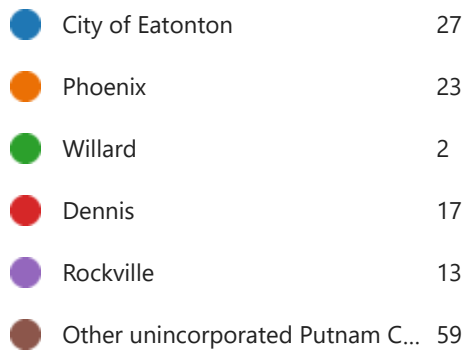 City of Eatonton 27
Phoenix 23
Willard 2
Dennis 17
Rockville 13
Other unincorporated Putnam C... 59